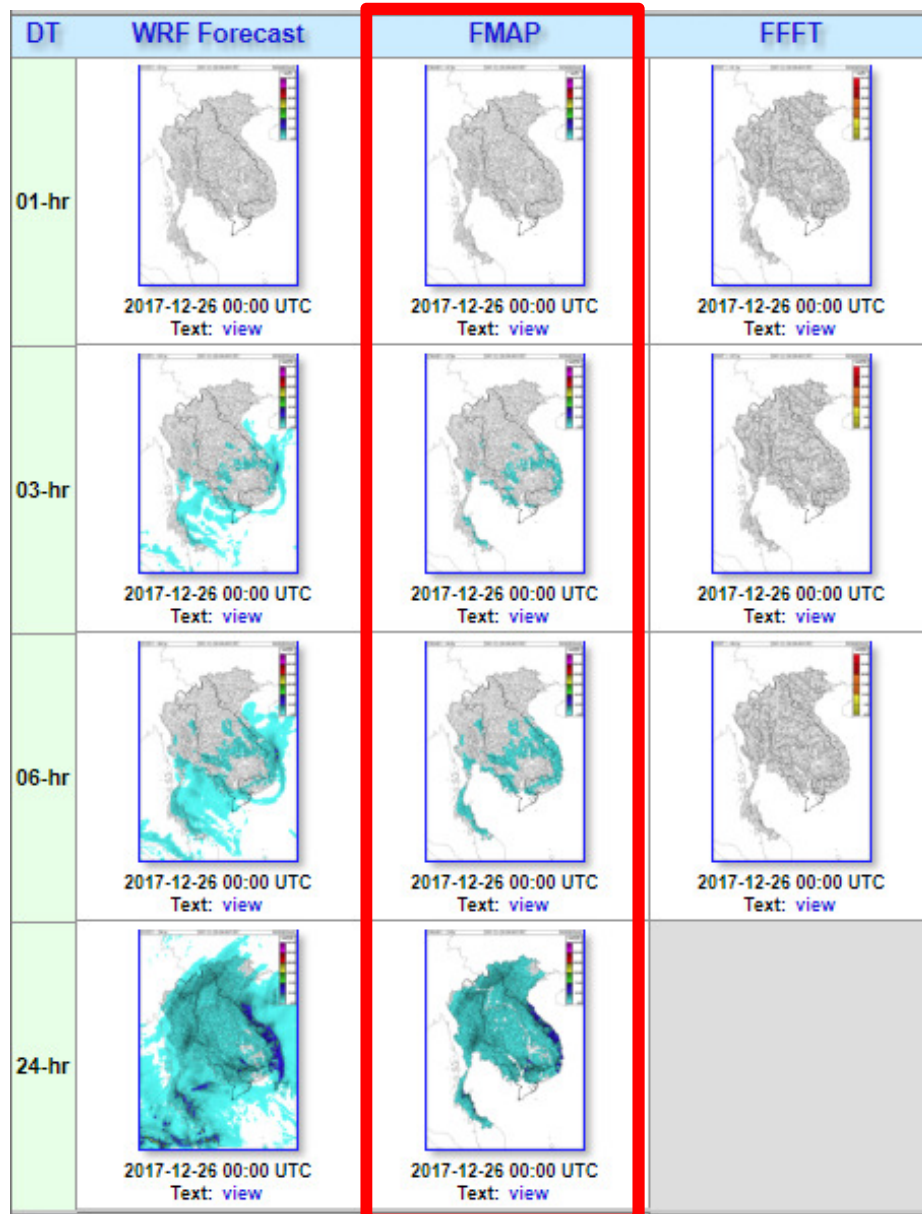 DT WRF Forecast FMAP FFFT
01-hr
2017-12-26 00:00 UTC 2017-12-26 00:00 UTC 2017-12-26 00:00 UTC
Text: view Text: view Text: view
03-hr
2017-12-26 00:00 UTC 2017-12-26 00:00 UTC 2017-12-26 00:00 UTC
Text: view Text: view Text: view
06-hr
2017-12-26 00:00 UTC 2017-12-26 00:00 UTC 2017-12-26 00:00 UTC
Text: view Text: view Text: view
24-hr
2017-12-26 00:00 UTC 2017-12-26 00:00 UTC
Text: view Text: view